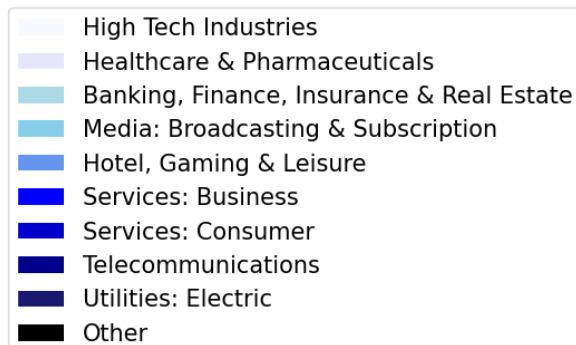 High Tech Industries
Healthcare & Pharmaceuticals
Banking, Finance, Insurance & Real Estate
Media: Broadcasting & Subscription
Hotel, Gaming & Leisure
Services: Business
Services: Consumer
Telecommunications
Utilities: Electric
Other